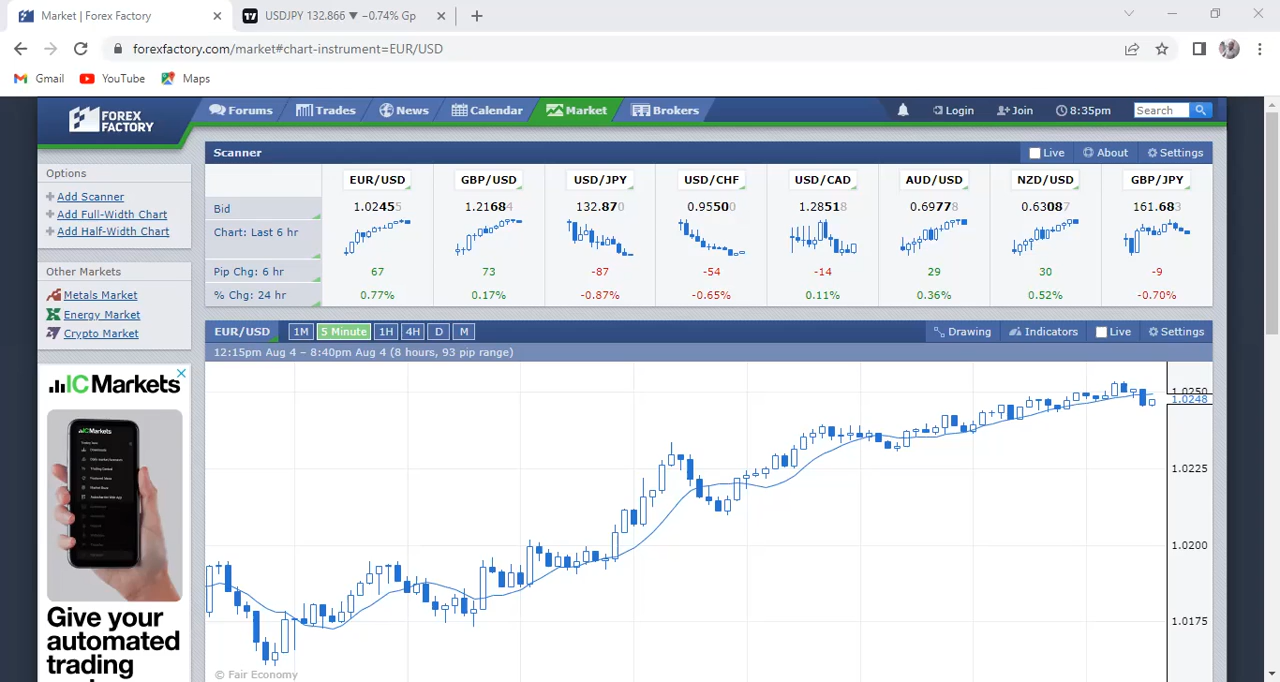 Market | Forex Factory
USDJPY 132.866 ▼ −0.74% Gp
forexfactory.com/market#chart-instrument=EUR/USD
Gmail YouTube Maps
FOREX
FACTORY
Forums Trades News Calendar Market Brokers
Login Join 8:35pm Search
Options
Add Scanner
Add Full-Width Chart
Add Half-Width Chart
Other Markets
Metals Market
Energy Market
Crypto Market
Scanner Live About Settings
EUR/USD GBP/USD USD/JPY USD/CHF USD/CAD AUD/USD NZD/USD GBP/JPY
Bid 1.02455 1.21684 132.870 0.95500 1.28518 0.69778 0.63087 161.683
Chart: Last 6 hr
Pip Chg: 6 hr 67 73 -87 -54 -14 29 30 -9
% Chg: 24 hr 0.77% 0.17% -0.87% -0.65% 0.11% 0.36% 0.52% -0.70%
EUR/USD 1M 5 Minute 1H 4H D M Drawing Indicators Live Settings
12:15pm Aug 4 – 8:40pm Aug 4 (8 hours, 93 pip range)
1.0250
1.0248
1.0225
1.0200
1.0175
© Fair Economy
IC Markets
IC Markets
Give your
automated
trading